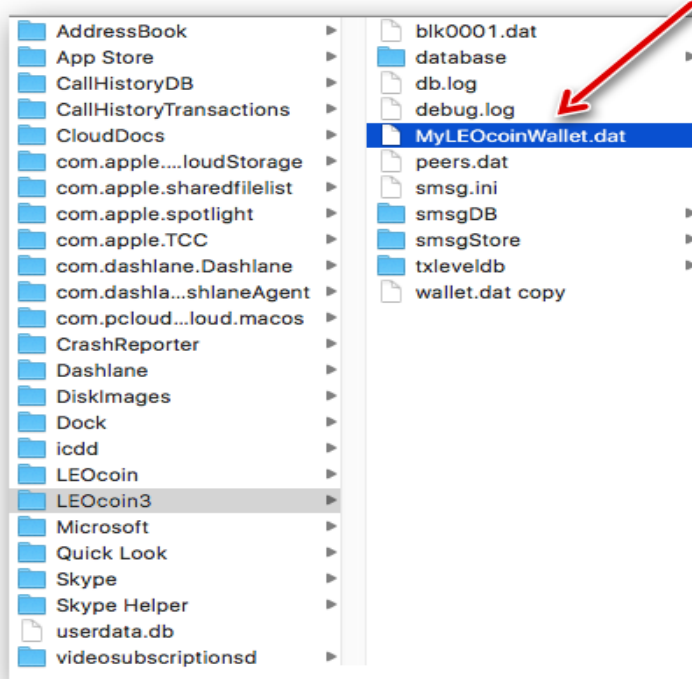 AddressBook
App Store
CallHistoryDB
CallHistoryTransactions
CloudDocs
com.apple....loudStorage
com.apple.sharedfilelist
com.apple.spotlight
com.apple.TCC
com.dashlane.Dashlane
com.dashla...shlaneAgent
com.pcloud...loud.macos
CrashReporter
Dashlane
DiskImages
Dock
icdd
LEOcoin
LEOcoin3
Microsoft
Quick Look
Skype
Skype Helper
userdata.db
videosubscriptionsd
blk0001.dat
database
db.log
debug.log
MyLEOcoinWallet.dat
peers.dat
smsg.ini
smsgDB
smsgStore
txleveldb
wallet.dat copy